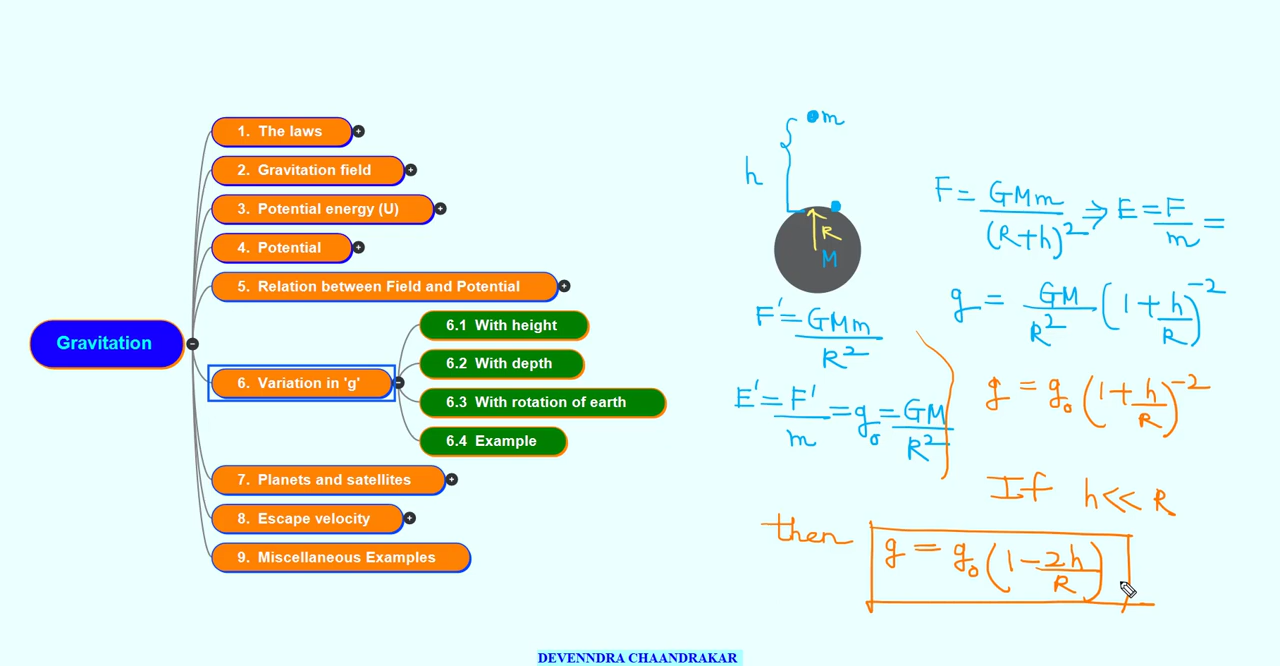 Gravitation
1. The laws
2. Gravitation field
3. Potential energy (U)
4. Potential
5. Relation between Field and Potential
6. Variation in 'g'
6.1 With height
6.2 With depth
6.3 With rotation of earth
6.4 Example
7. Planets and satellites
8. Escape velocity
9. Miscellaneous Examples
m
h
R
M
F' = GMm / R²
E' = F' / m = g₀ = GM / R²
F = GMm / (R+h)² ⇒ E = F / m =
g = GM / R² (1 + h / R)⁻²
g = g₀ (1 + h / R)⁻²
If h << R
then g = g₀ (1 - 2h / R)
DEVENNDRA CHAANDRAKAR